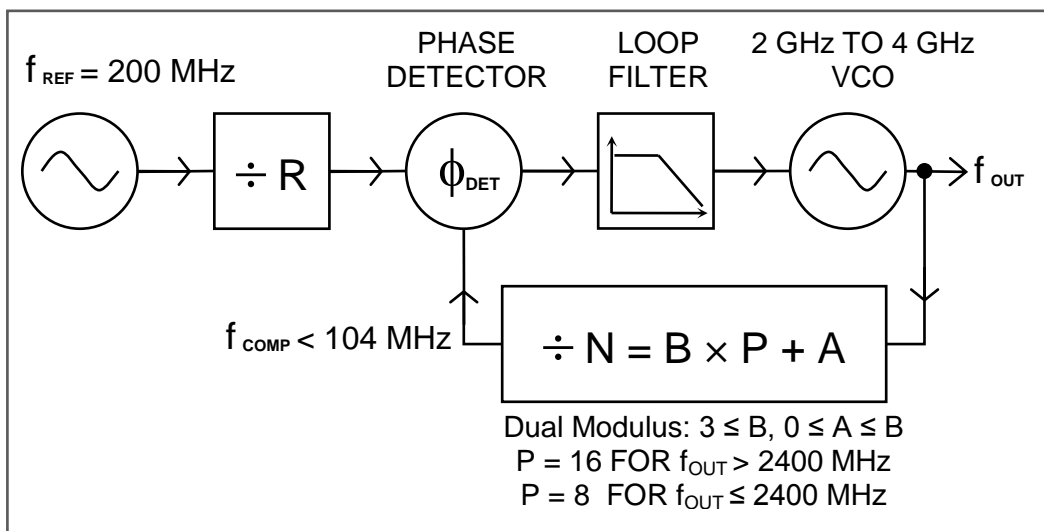 PHASE
DETECTOR
LOOP
FILTER
2 GHz TO 4 GHz
VCO
f REF = 200 MHz
÷ R
ϕDET
f OUT
f COMP < 104 MHz
÷ N = B × P + A
Dual Modulus: 3 ≤ B, 0 ≤ A ≤ B
P = 16 FOR fOUT > 2400 MHz
P = 8 FOR fOUT ≤ 2400 MHz